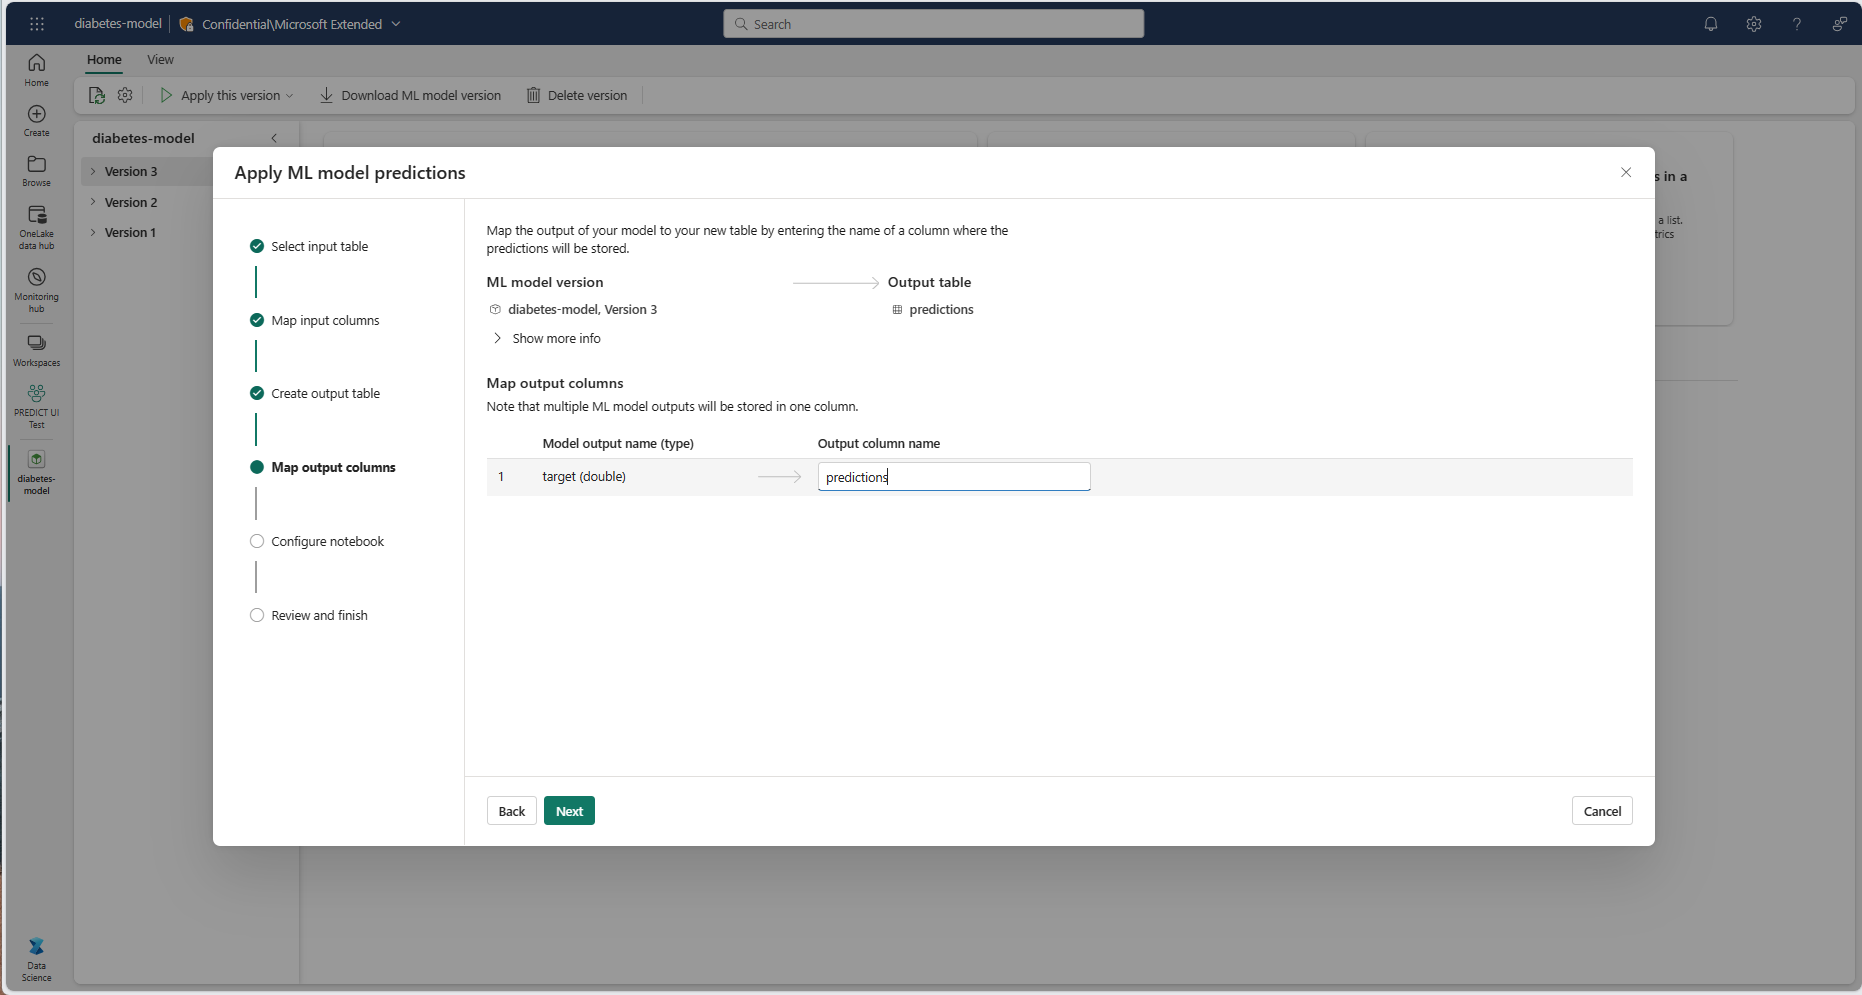 diabetes-model
Confidential\Microsoft Extended
Search
Home
View
Apply this version
Download ML model version
Delete version
Home
Create
Browse
OneLake
data hub
Monitoring
hub
Workspaces
PREDICT UI
Test
diabetes-
model
Data
Science
diabetes-model
Version 3
Version 2
Version 1
s in a
a list.
trics
Apply ML model predictions
Select input table
Map input columns
Create output table
Map output columns
Configure notebook
Review and finish
Map the output of your model to your new table by entering the name of a column where the
predictions will be stored.
ML model version
Output table
diabetes-model, Version 3
predictions
Show more info
Map output columns
Note that multiple ML model outputs will be stored in one column.
Model output name (type)
Output column name
1
target (double)
predictions
Back
Next
Cancel